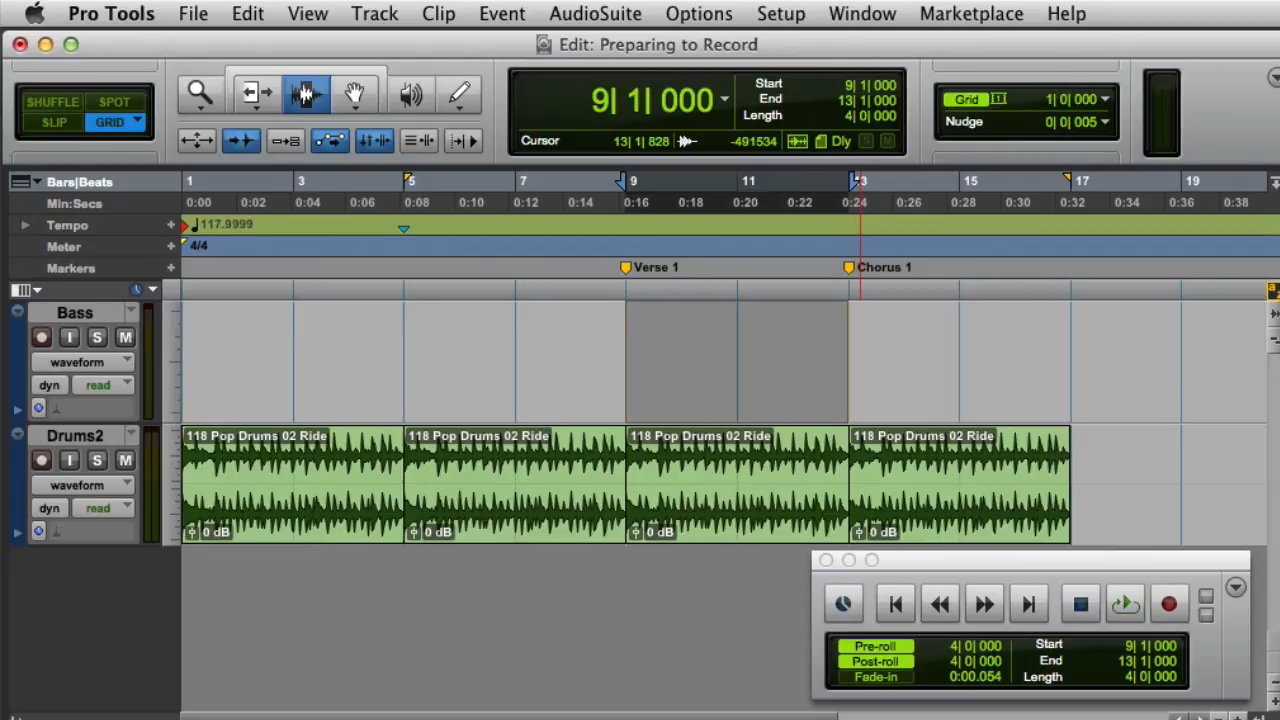 Pro Tools File Edit View Track Clip Event AudioSuite Options Setup Window Marketplace Help
Edit: Preparing to Record
SHUFFLE SPOT
SLIP GRID
9| 1| 000
Start 9| 1| 000
End 13| 1| 000
Length 4| 0| 000
Cursor 13| 1| 828 -491534 Dly S M
Grid 1| 0| 000
Nudge 0| 0| 005
Bars|Beats 1 3 5 7 9 11 13 15 17 19
Min:Secs 0:00 0:02 0:04 0:06 0:08 0:10 0:12 0:14 0:16 0:18 0:20 0:22 0:24 0:26 0:28 0:30 0:32 0:34 0:36 0:38
Tempo + 117.9999
Meter + 4/4
Markers + Verse 1 Chorus 1
a
z
Bass
I S M
waveform
dyn read
Drums2
I S M
waveform
dyn read
118 Pop Drums 02 Ride 118 Pop Drums 02 Ride 118 Pop Drums 02 Ride 118 Pop Drums 02 Ride
0 dB 0 dB 0 dB 0 dB
Pre-roll 4| 0| 000 Start 9| 1| 000
Post-roll 4| 0| 000 End 13| 1| 000
Fade-in 0:00.054 Length 4| 0| 000